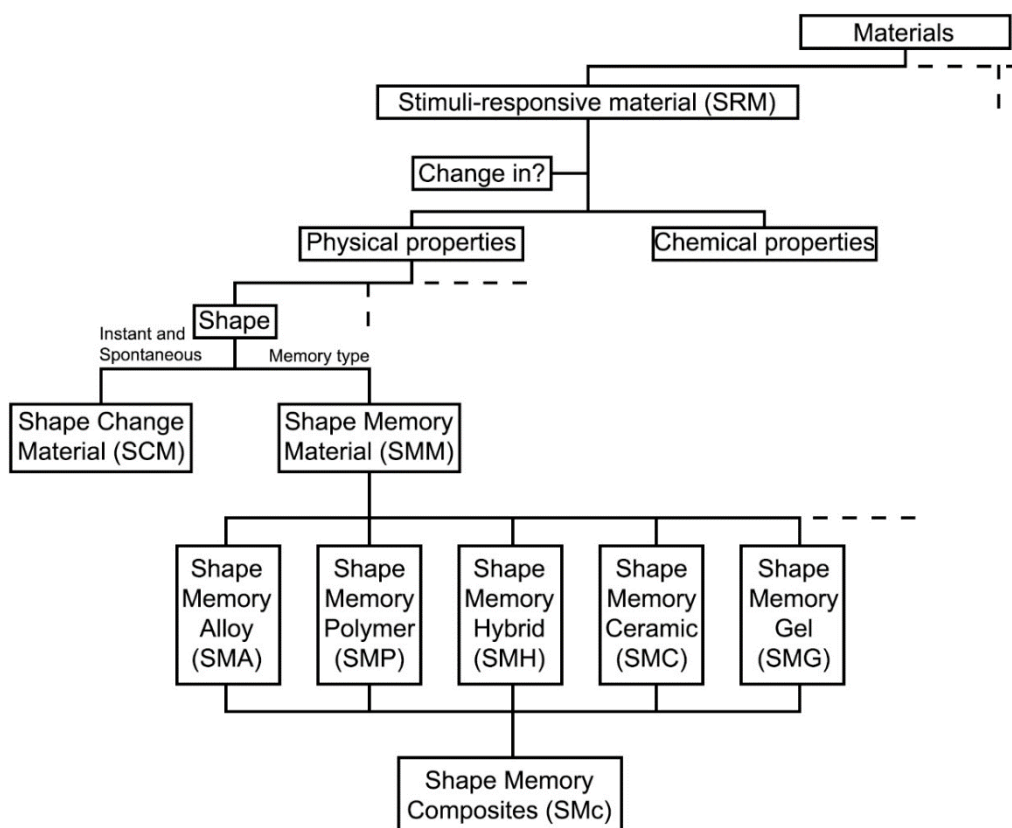 Materials
Stimuli-responsive material (SRM)
Change in?
Physical properties
Chemical properties
Shape
Instant and
Spontaneous
Memory type
Shape Change
Material (SCM)
Shape Memory
Material (SMM)
Shape
Memory
Alloy
(SMA)
Shape
Memory
Polymer
(SMP)
Shape
Memory
Hybrid
(SMH)
Shape
Memory
Ceramic
(SMC)
Shape
Memory
Gel
(SMG)
Shape Memory
Composites (SMc)